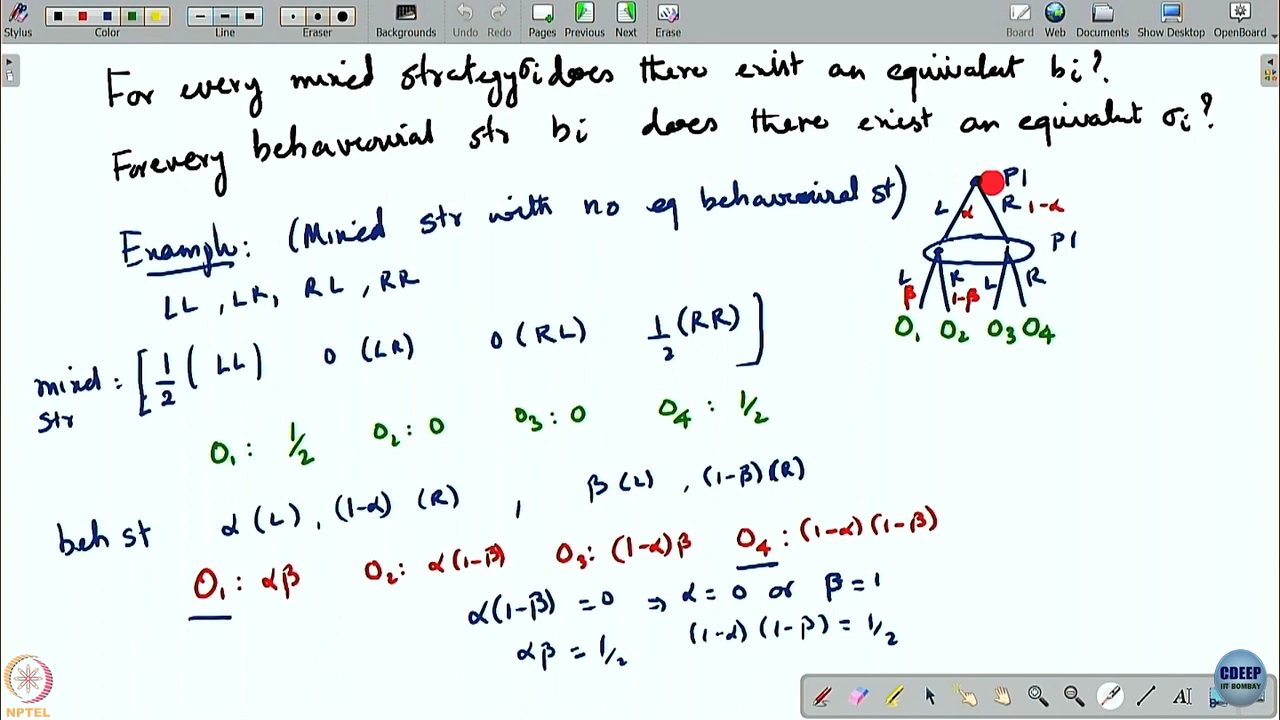 Stylus Color Line Eraser Backgrounds Undo Redo Pages Previous Next Erase Board Web Documents Show Desktop OpenBoard
For every mixed strategy σi does there exist an equivalent bi?
For every behavourial str bi does there exist an equivalent σi?
Example: (Mixed str with no eq behavioural st)
LL, LR, RL, RR
mixed str = [1/2 (LL) 0 (LR) 0 (RL) 1/2 (RR)]
O1: 1/2 O2: 0 O3: 0 O4: 1/2
beh st α(L), (1-α)(R), β(L), (1-β)(R)
O1: αβ O2: α(1-β) O3: (1-α)β O4: (1-α)(1-β)
α(1-β) = 0 ⇒ α = 0 or β = 1
αβ = 1/2 (1-α)(1-β) = 1/2
P1
L α R 1-α
P1
L R L R
β 1-β
O1 O2 O3 O4
NPTEL
CDEEP
IIT BOMBAY